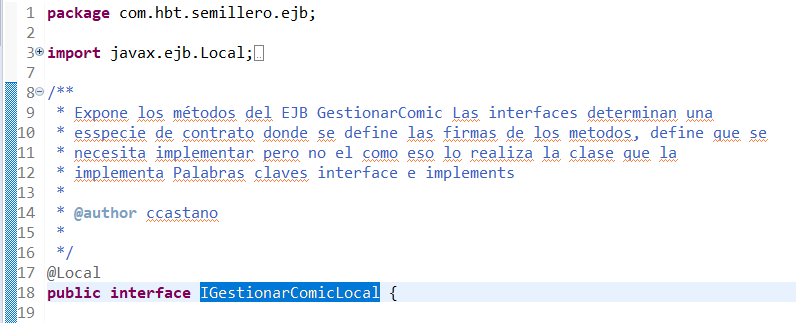 1 package com.hbt.semillero.ejb;
2
3 import javax.ejb.Local;
7
8 /**
9 * Expone los métodos del EJB GestionarComic Las interfaces determinan una
10 * esspecie de contrato donde se define las firmas de los metodos, define que se
11 * necesita implementar pero no el como eso lo realiza la clase que la
12 * implementa Palabras claves interface e implements
13 *
14 * @author ccastano
15 *
16 */
17 @Local
18 public interface IGestionarComicLocal {
19